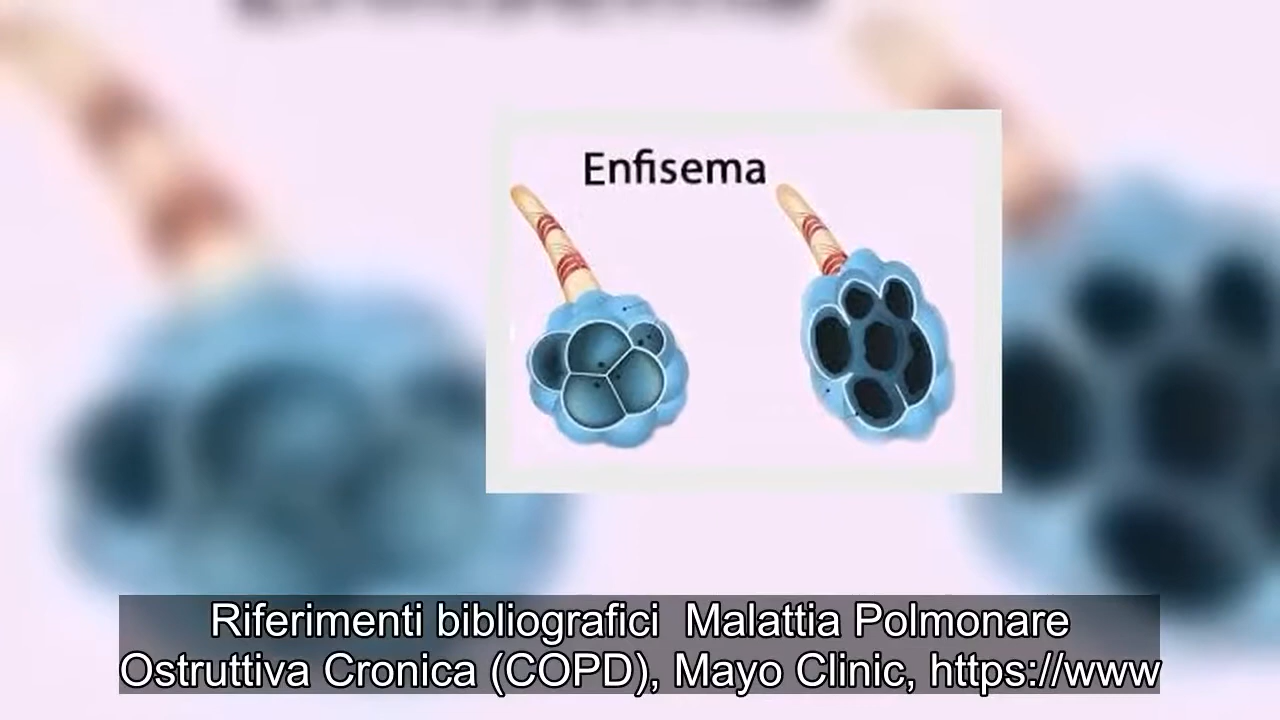 Enfisema
Riferimenti bibliografici  Malattia Polmonare
Ostruttiva Cronica (COPD), Mayo Clinic, https://www